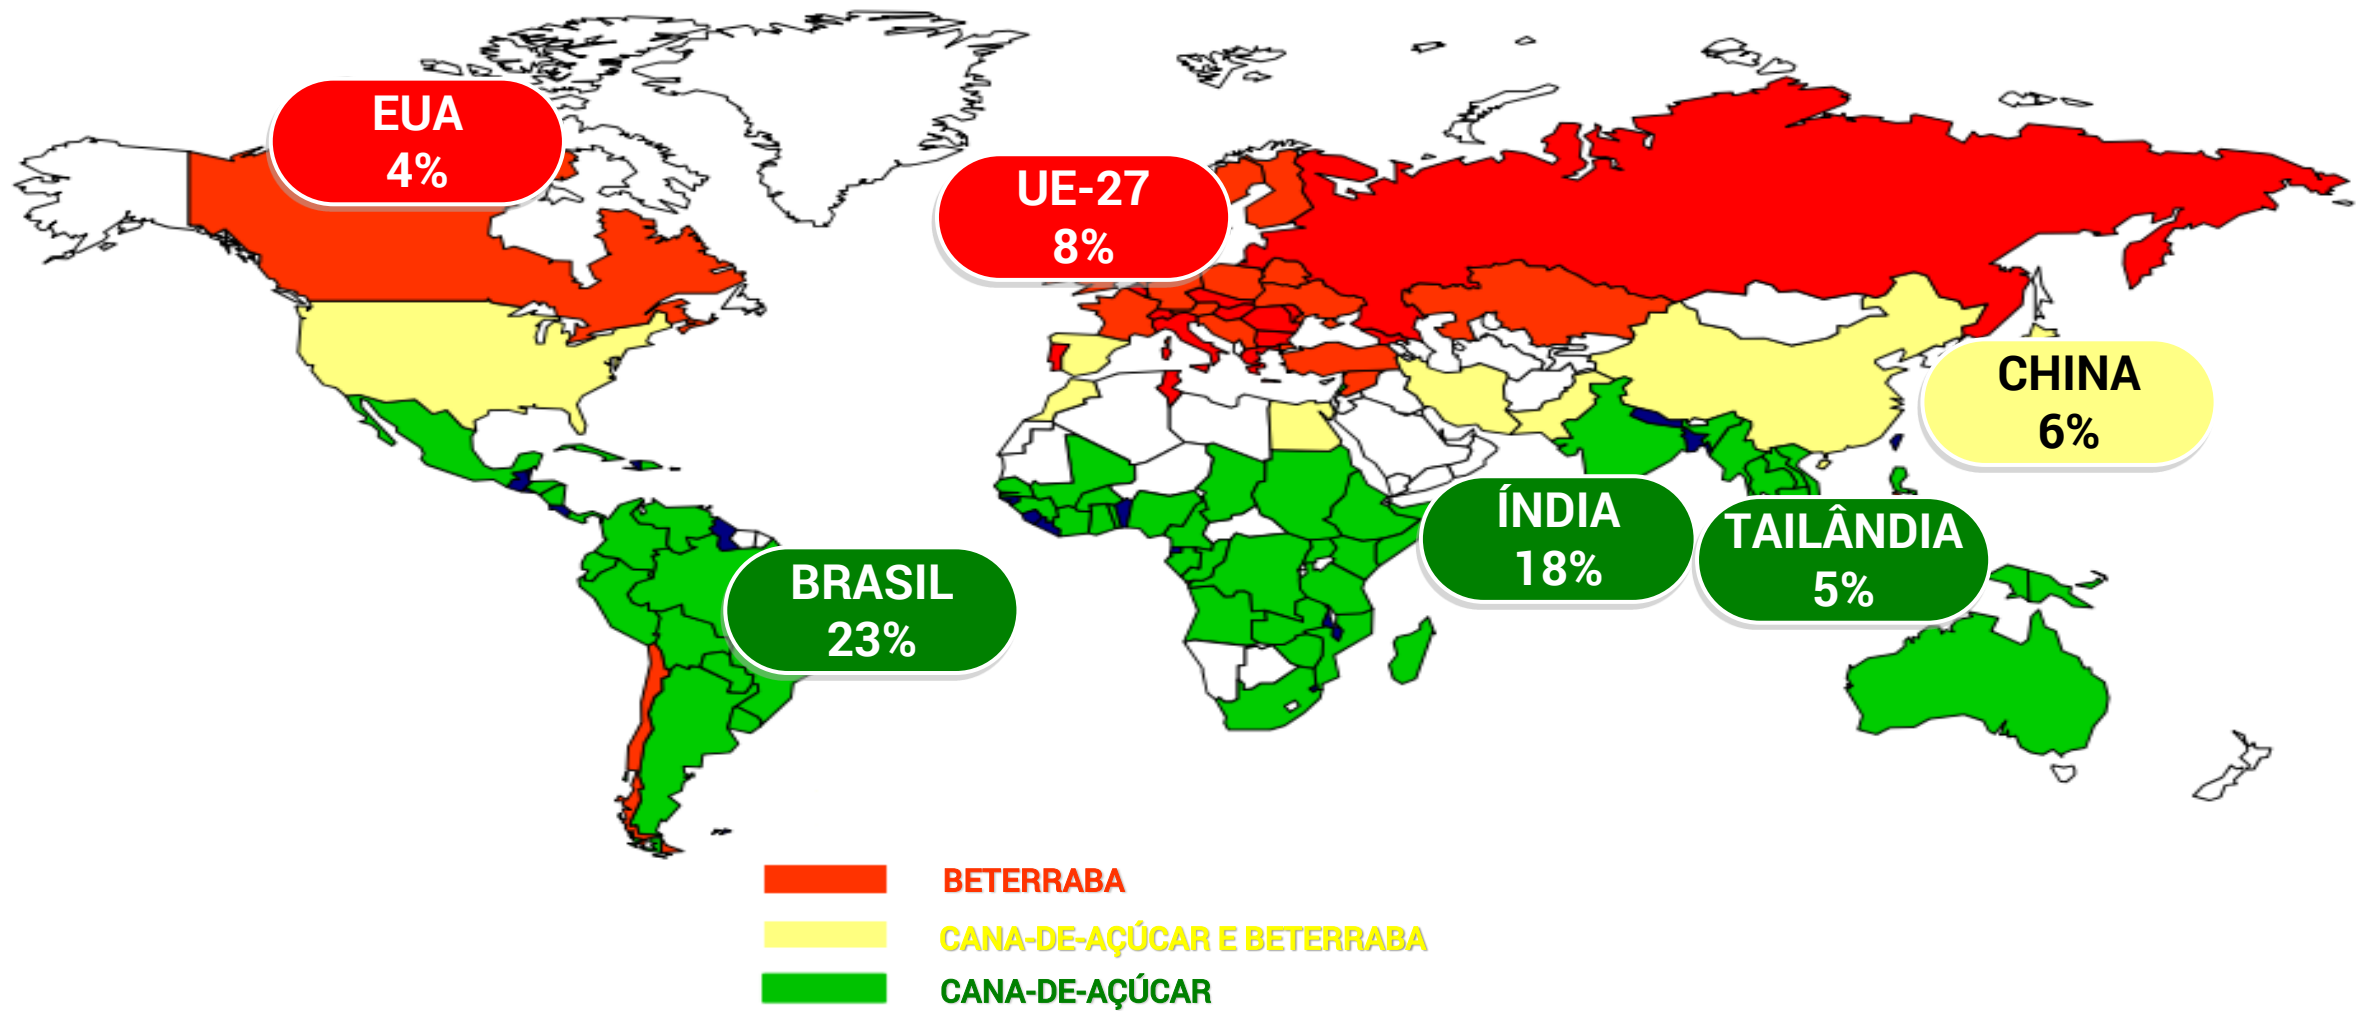 EUA
4%
UE-27
8%
CHINA
6%
ÍNDIA
18%
TAILÂNDIA
5%
BRASIL
23%
BETERRABA
CANA-DE-AÇÚCAR E BETERRABA
CANA-DE-AÇÚCAR